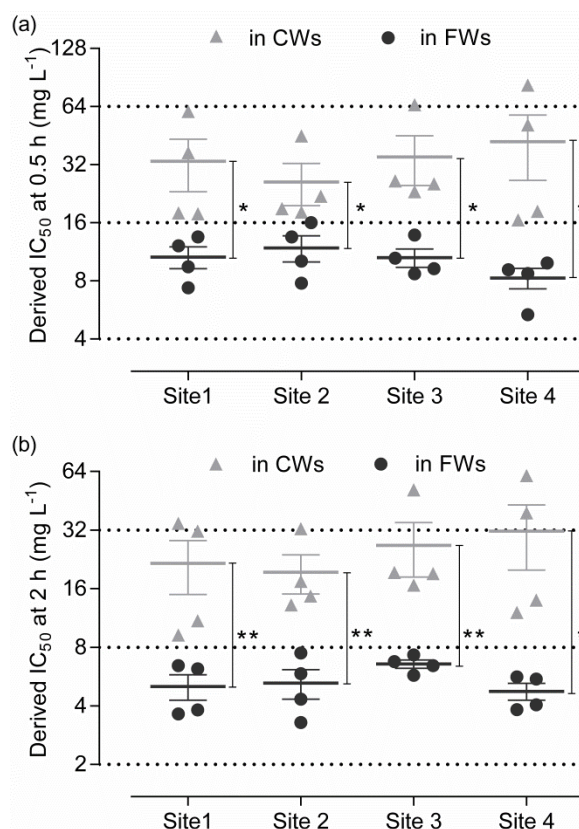 (a)
in CWs in FWs
Derived IC50 at 0.5 h (mg L-1)
128
64
32
16
8
4
* * *
Site1 Site 2 Site 3 Site 4
(b)
in CWs in FWs
Derived IC50 at 2 h (mg L-1)
64
32
16
8
4
2
** ** **
Site1 Site 2 Site 3 Site 4